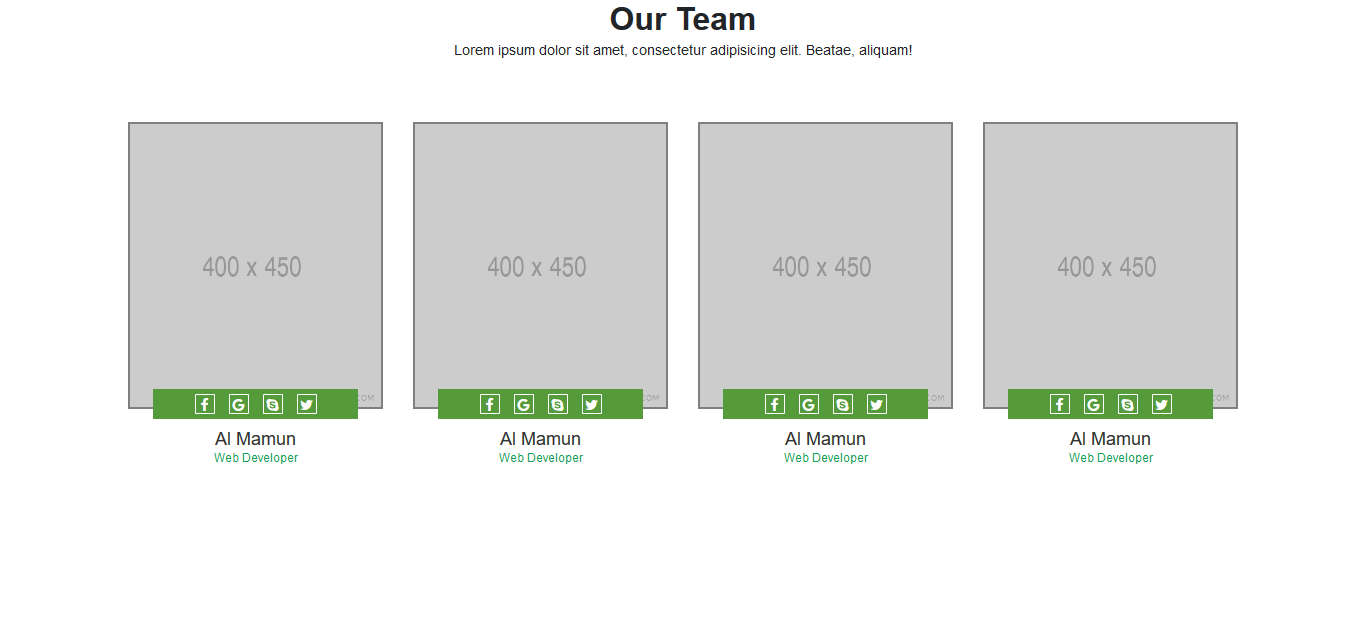 Our Team
Lorem ipsum dolor sit amet, consectetur adipisicing elit. Beatae, aliquam!
400 x 450
400 x 450
400 x 450
400 x 450
COM
COM
COM
COM
Al Mamun
Al Mamun
Al Mamun
Al Mamun
Web Developer
Web Developer
Web Developer
Web Developer